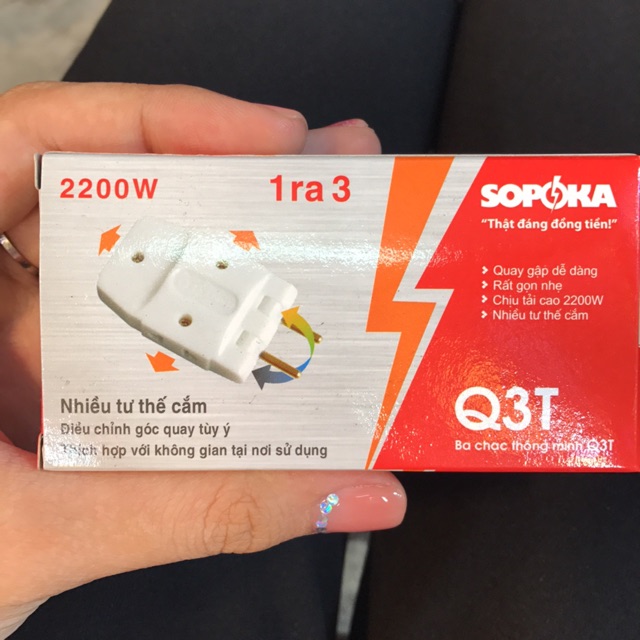 2200W
1ra 3
SOPOKA
"Thật đáng đồng tiền!"
Quay gập dễ dàng
Rất gọn nhẹ
Chịu tải cao 2200W
Nhiều tư thế cắm
Nhiều tư thế cắm
Điều chỉnh góc quay tùy ý
Thích hợp với không gian tại nơi sử dụng
Q3T
Ba chạc thông minh Q3T